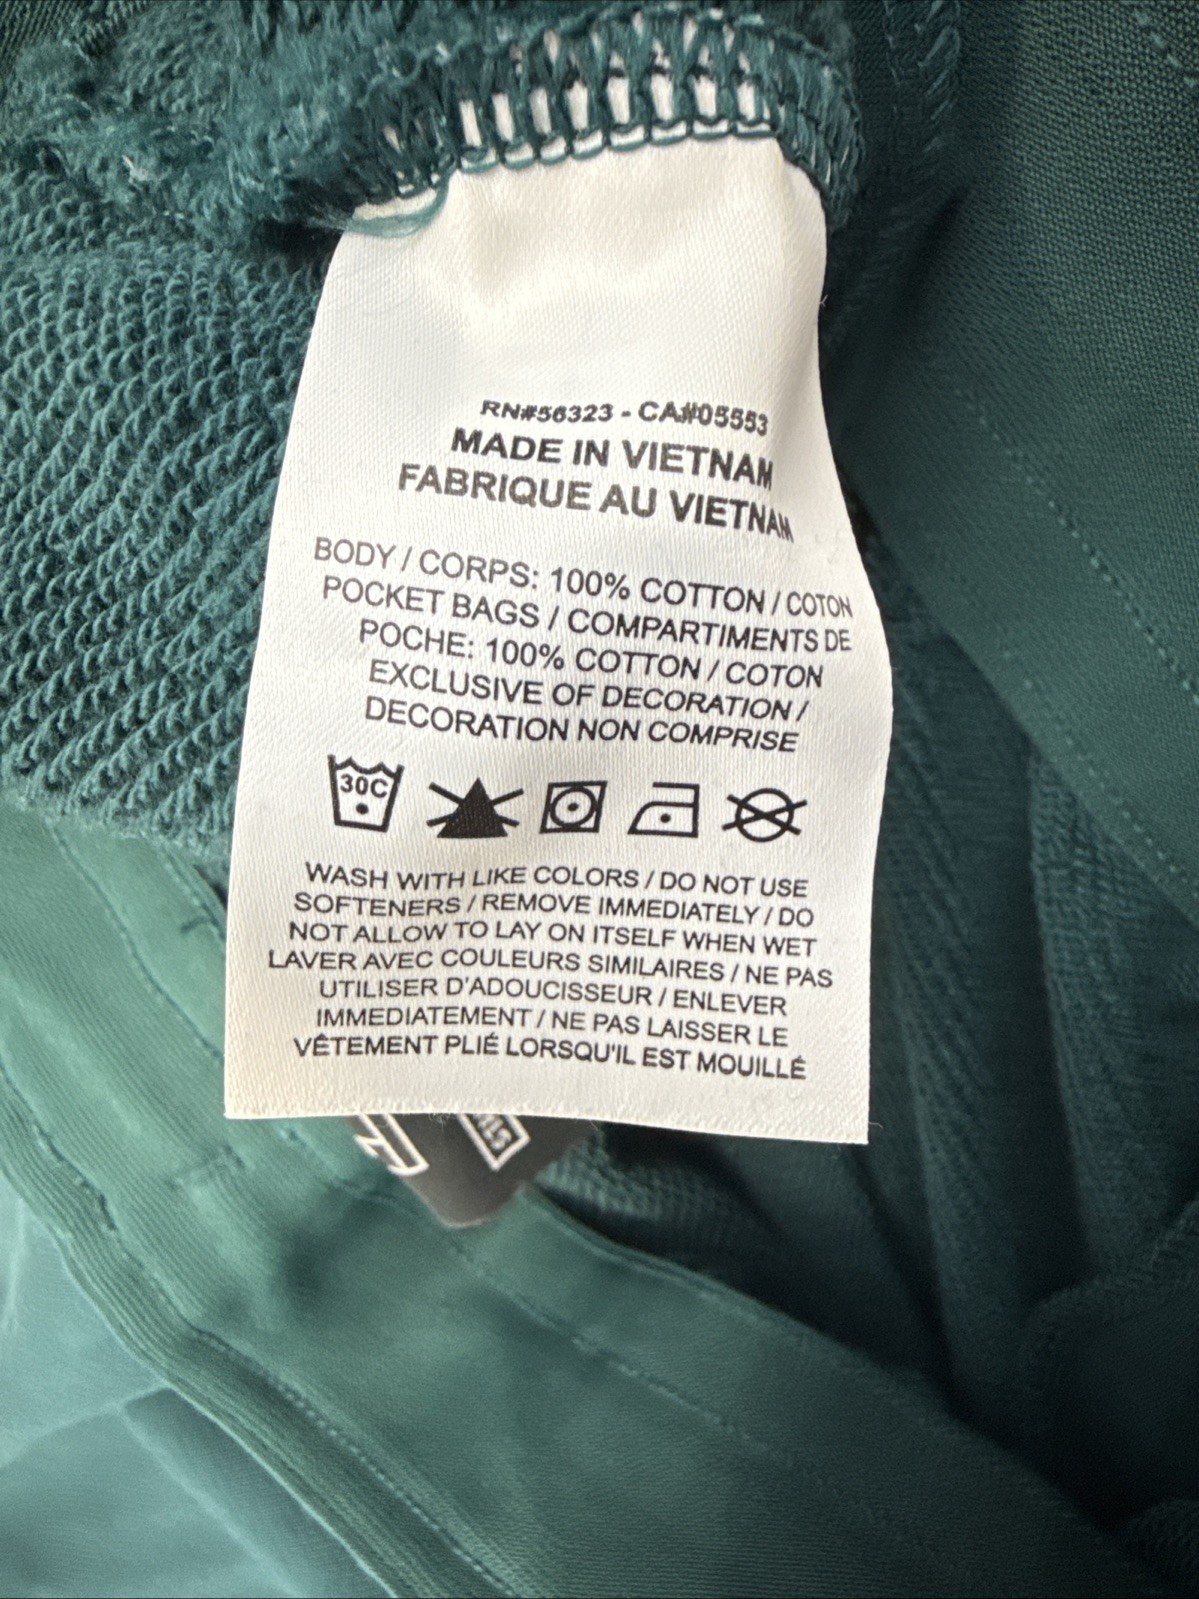 RN#56323 - CA#05553
MADE IN VIETNAM
FABRIQUE AU VIETNAM
BODY / CORPS: 100% COTTON / COTON
POCKET BAGS / COMPARTIMENTS DE
POCHE: 100% COTTON / COTON
EXCLUSIVE OF DECORATION /
DECORATION NON COMPRISE
30C
WASH WITH LIKE COLORS / DO NOT USE
SOFTENERS / REMOVE IMMEDIATELY / DO
NOT ALLOW TO LAY ON ITSELF WHEN WET
LAVER AVEC COULEURS SIMILAIRES / NE PAS
UTILISER D'ADOUCISSEUR / ENLEVER
IMMEDIATEMENT / NE PAS LAISSER LE
VÊTEMENT PLIÉ LORSQU'IL EST MOUILLÉ